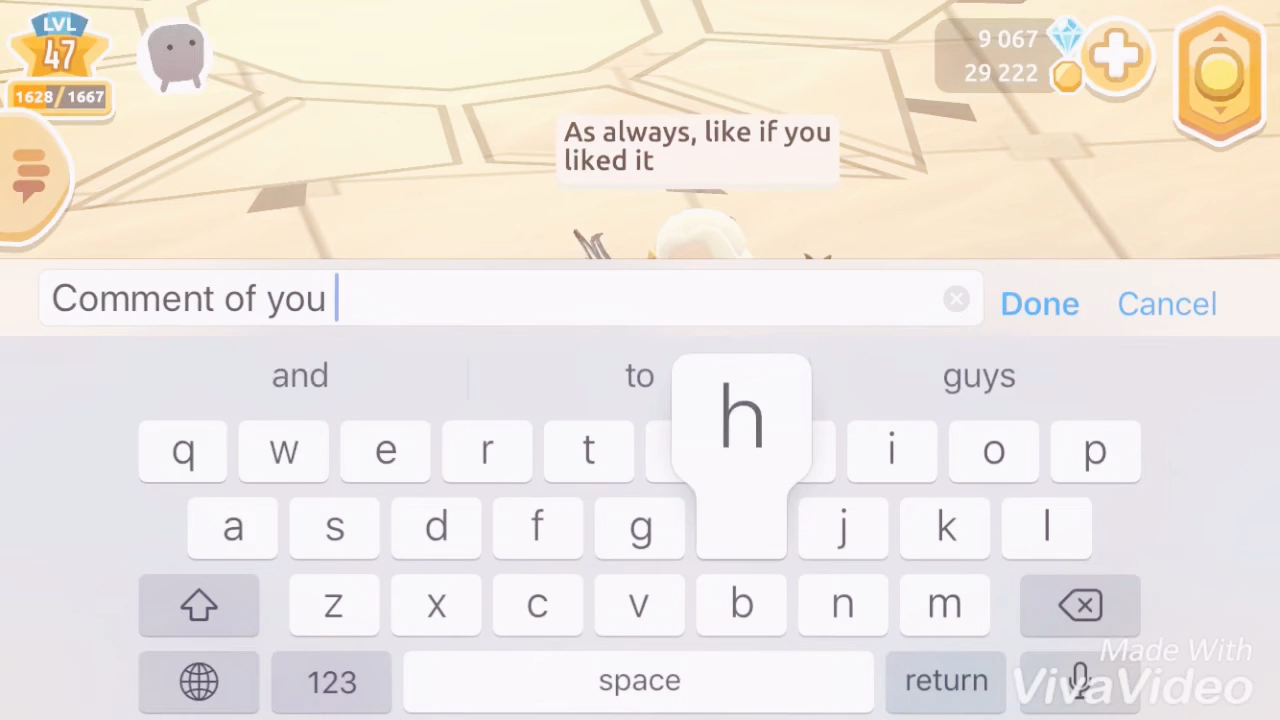 LVL
47
1628/1667
9 067
29 222
As always, like if you
liked it
Comment of you
Done
Cancel
and
to
guys
h
q w e r t i o p
a s d f g j k l
z x c v b n m
123
space
return
Made With
VivaVideo